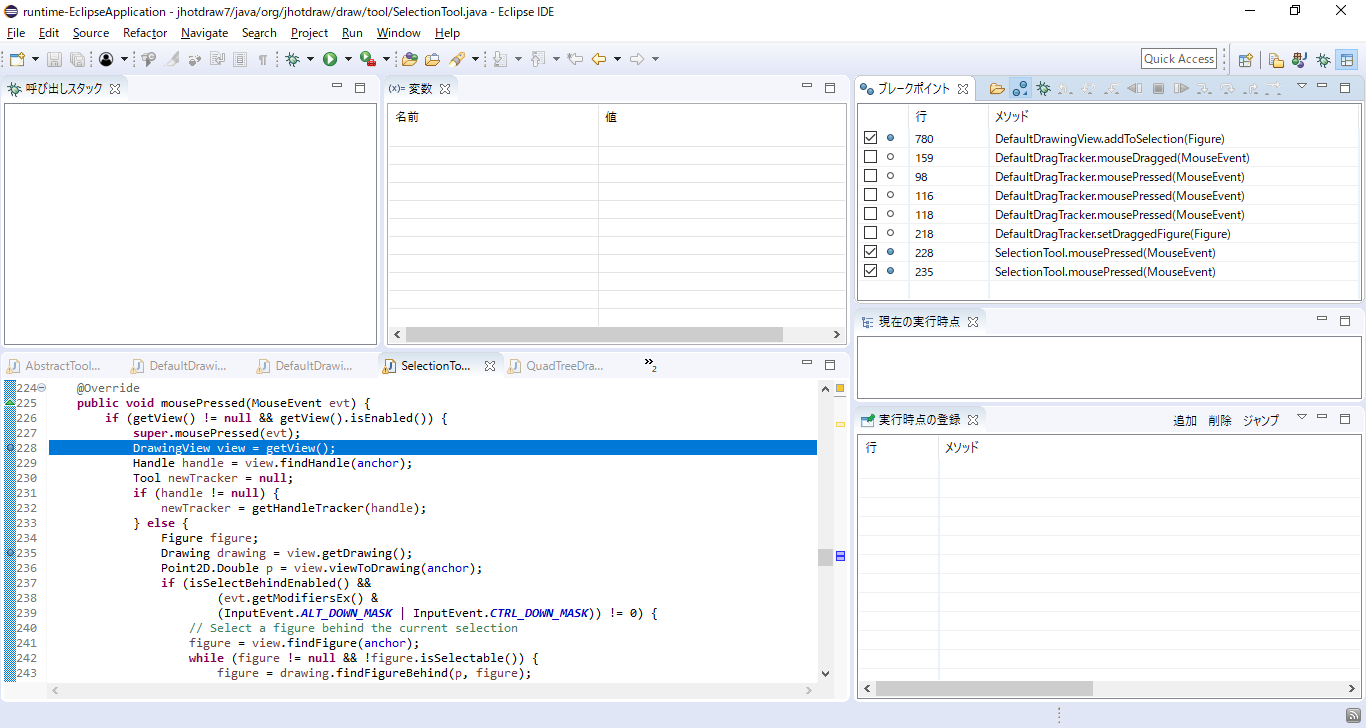 runtime-EclipseApplication - jhotdraw7/java/org/jhotdraw/draw/tool/SelectionTool.java - Eclipse IDE
File Edit Source Refactor Navigate Search Project Run Window Help
Quick Access
呼び出しスタック
(x)= 変数
名前 値
ブレークポイント
行 メソッド
780 DefaultDrawingView.addToSelection(Figure)
159 DefaultDragTracker.mouseDragged(MouseEvent)
98 DefaultDragTracker.mousePressed(MouseEvent)
116 DefaultDragTracker.mousePressed(MouseEvent)
118 DefaultDragTracker.mousePressed(MouseEvent)
218 DefaultDragTracker.setDraggedFigure(Figure)
228 SelectionTool.mousePressed(MouseEvent)
235 SelectionTool.mousePressed(MouseEvent)
現在の実行時点
実行時点の登録 追加 削除 ジャンプ
行 メソッド
AbstractTool... DefaultDrawi... DefaultDrawi... SelectionTo... QuadTreeDra... »2
224 @Override
225 public void mousePressed(MouseEvent evt) {
226 if (getView() != null && getView().isEnabled()) {
227 super.mousePressed(evt);
228 DrawingView view = getView();
229 Handle handle = view.findHandle(anchor);
230 Tool newTracker = null;
231 if (handle != null) {
232 newTracker = getHandleTracker(handle);
233 } else {
234 Figure figure;
235 Drawing drawing = view.getDrawing();
236 Point2D.Double p = view.viewToDrawing(anchor);
237 if (isSelectBehindEnabled() &&
238 (evt.getModifiersEx() &
239 (InputEvent.ALT_DOWN_MASK | InputEvent.CTRL_DOWN_MASK)) != 0) {
240 // Select a figure behind the current selection
241 figure = view.findFigure(anchor);
242 while (figure != null && !figure.isSelectable()) {
243 figure = drawing.findFigureBehind(p, figure);